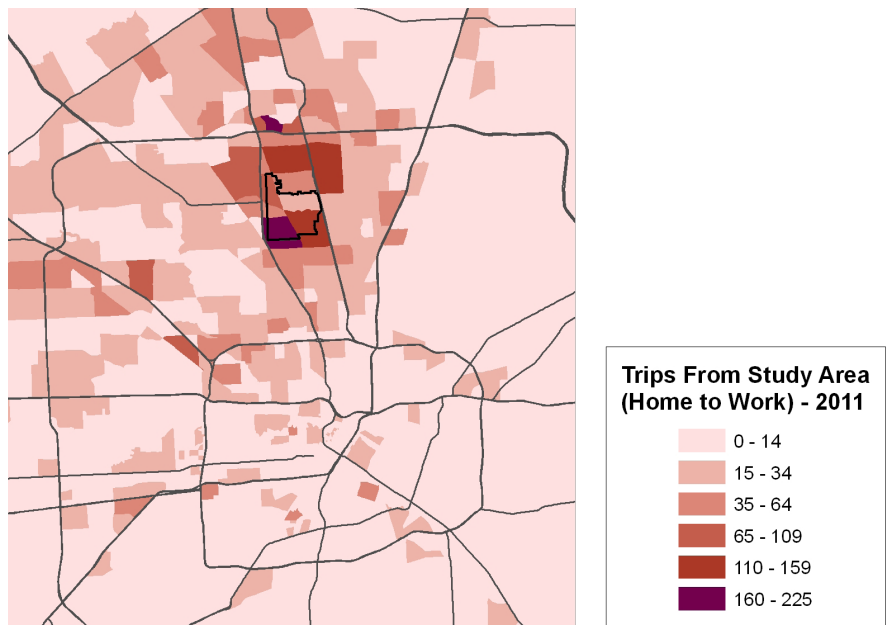 Trips From Study Area
(Home to Work) - 2011
0 - 14
15 - 34
35 - 64
65 - 109
110 - 159
160 - 225